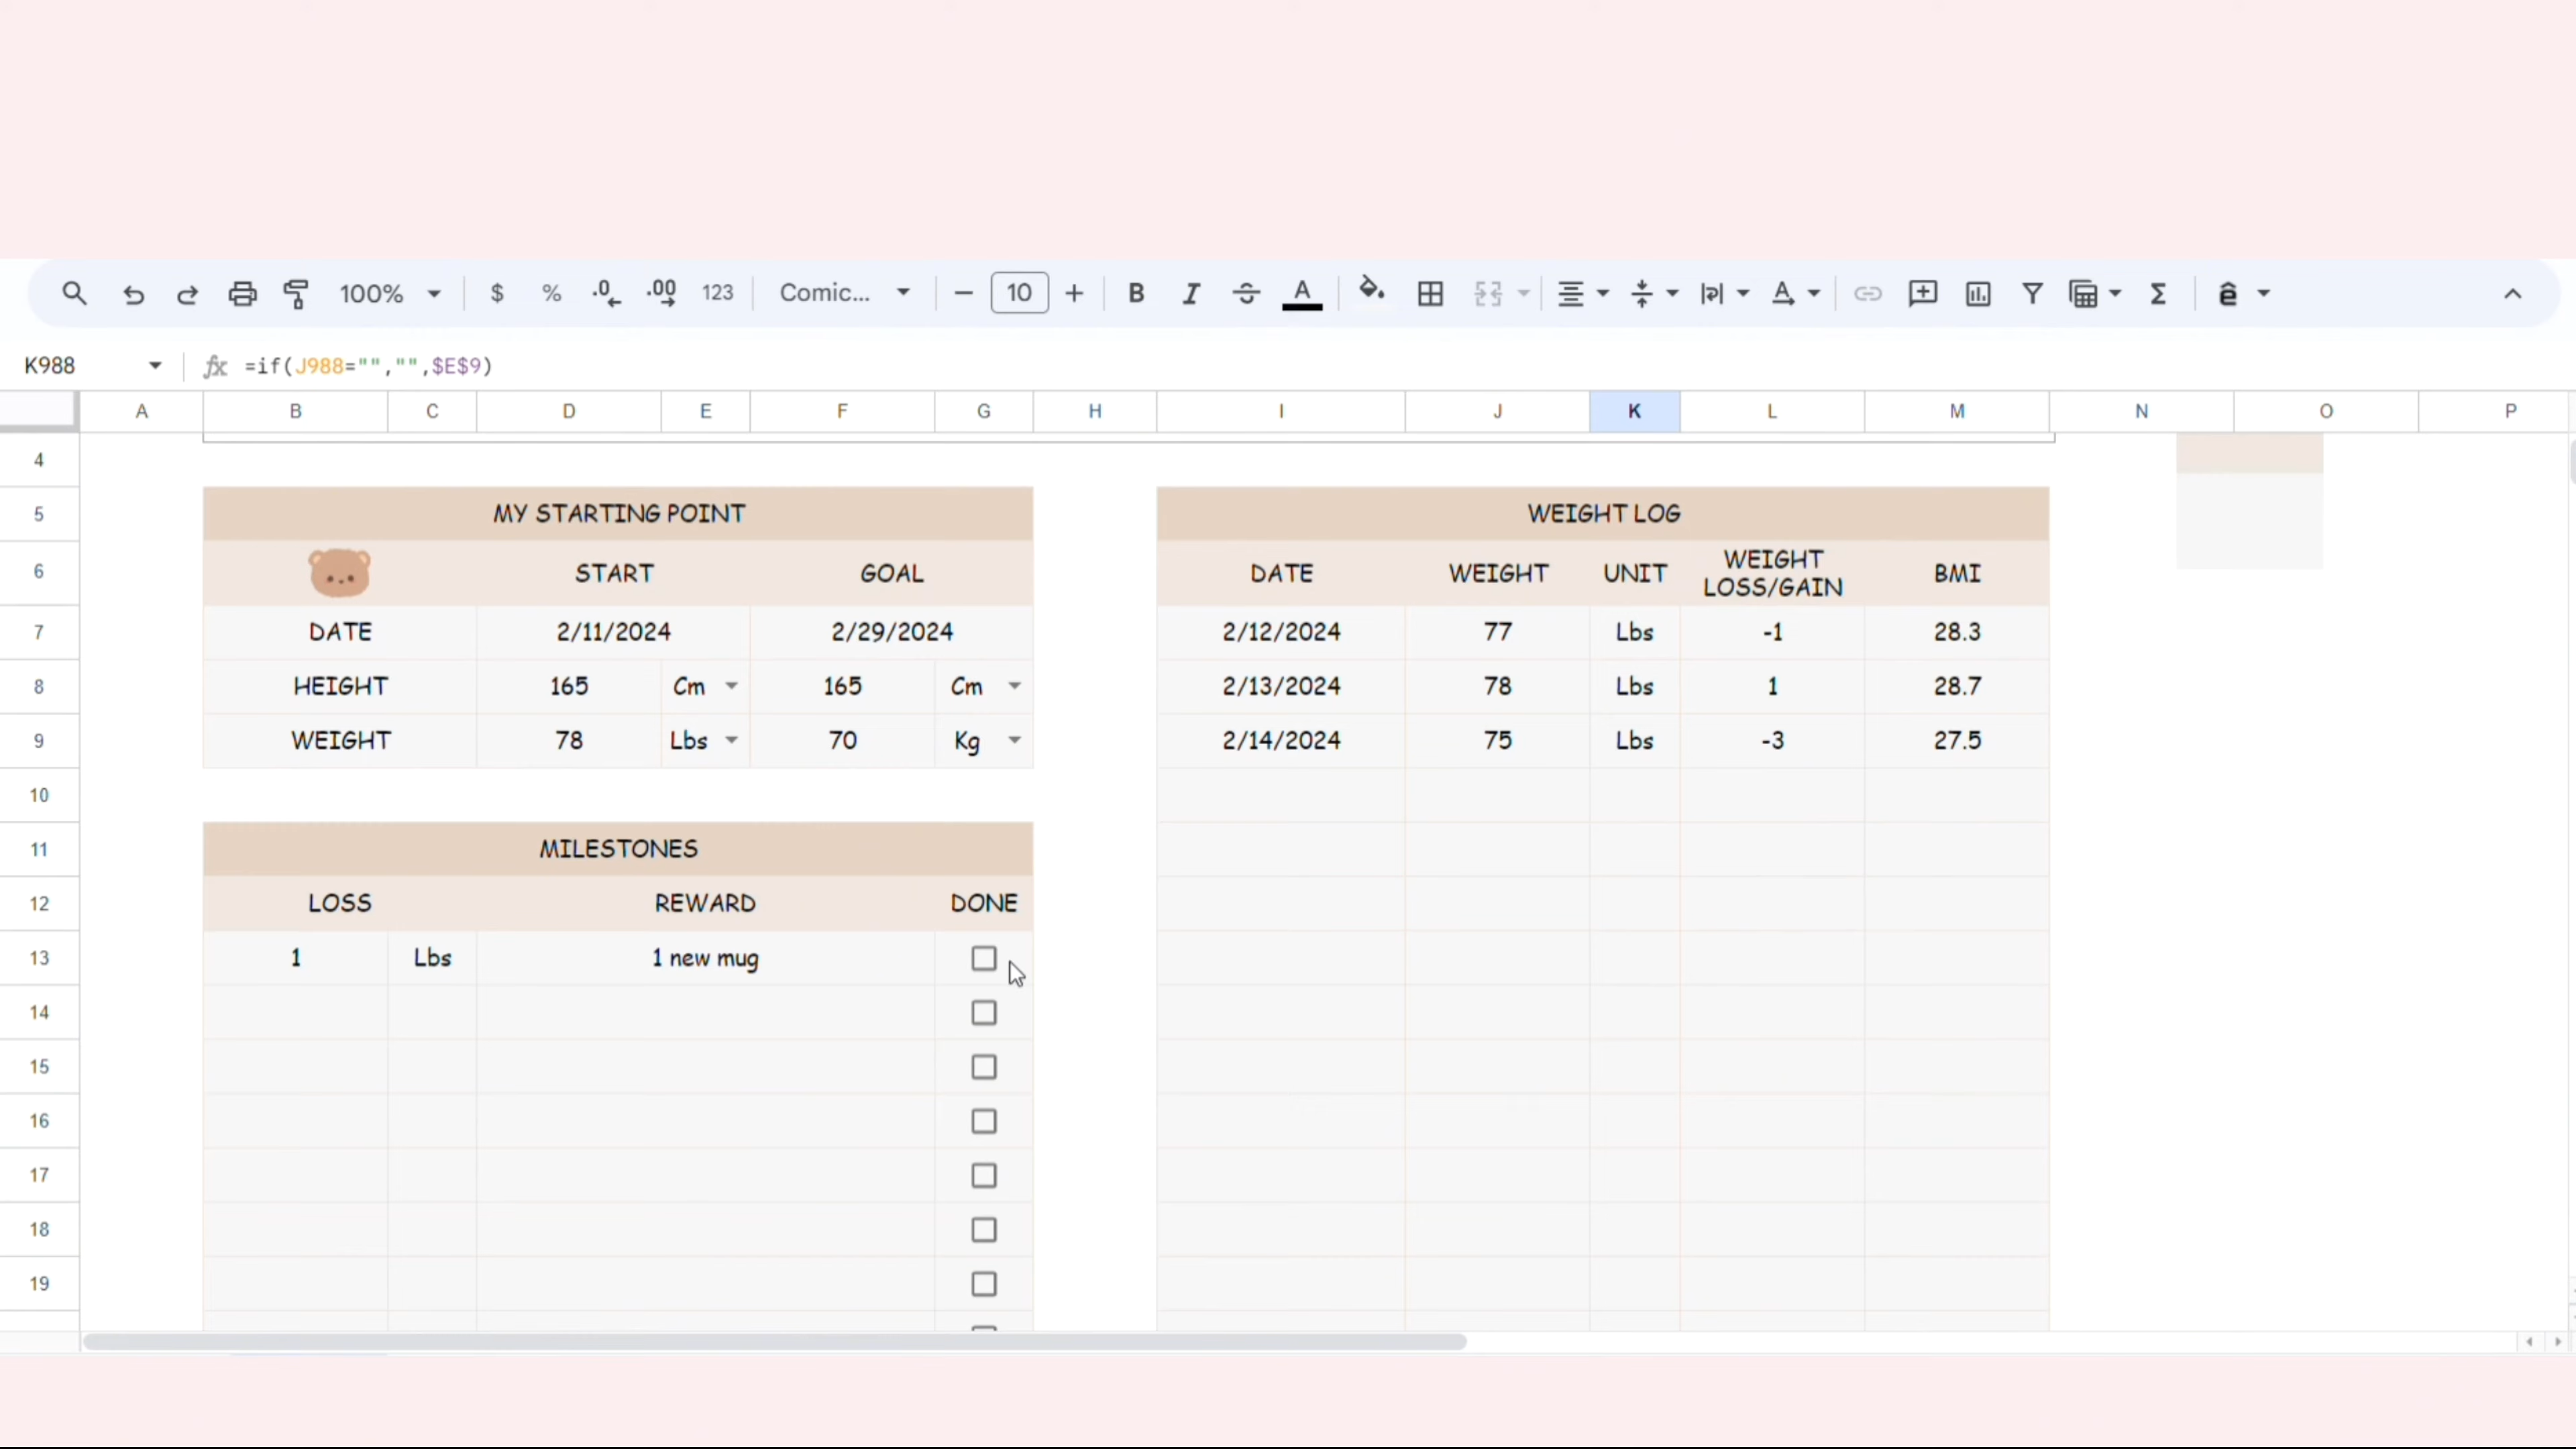 100% $ % .0 .00 123 Comic... 10 B I A
K988 fx =if(J988="","",$E$9)
A B C D E F G H I J K L M N O P
4
5 MY STARTING POINT WEIGHT LOG
6 START GOAL DATE WEIGHT UNIT WEIGHT LOSS/GAIN BMI
7 DATE 2/11/2024 2/29/2024 2/12/2024 77 Lbs -1 28.3
8 HEIGHT 165 Cm 165 Cm 2/13/2024 78 Lbs 1 28.7
9 WEIGHT 78 Lbs 70 Kg 2/14/2024 75 Lbs -3 27.5
10
11 MILESTONES
12 LOSS REWARD DONE
13 1 Lbs 1 new mug
14
15
16
17
18
19